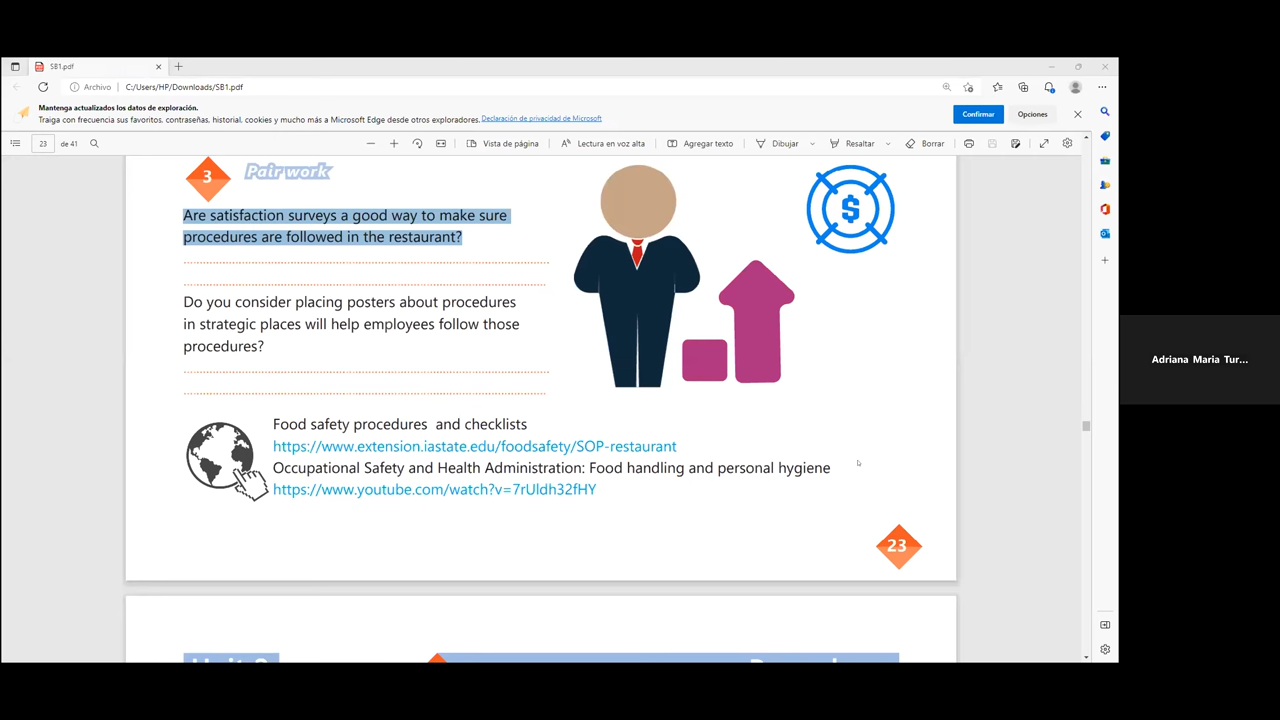 SB1.pdf
Archivo
C:/Users/HP/Downloads/SB1.pdf
Mantenga actualizados los datos de exploración.
Traiga con frecuencia sus favoritos, contraseñas, historial, cookies y mucho más a Microsoft Edge desde otros exploradores. Declaración de privacidad de Microsoft
Confirmar
Opciones
23 de 41
Vista de página
Lectura en voz alta
Agregar texto
Dibujar
Resaltar
Borrar
3
Pair work
Are satisfaction surveys a good way to make sure
procedures are followed in the restaurant?
Do you consider placing posters about procedures
in strategic places will help employees follow those
procedures?
$
Food safety procedures and checklists
https://www.extension.iastate.edu/foodsafety/SOP-restaurant
Occupational Safety and Health Administration: Food handling and personal hygiene
https://www.youtube.com/watch?v=7rUldh32fHY
23
Adriana Maria Tur...